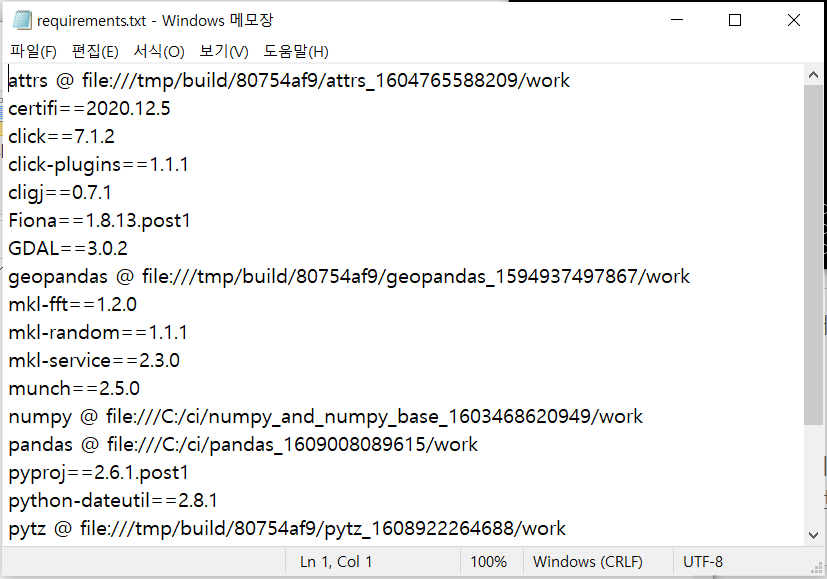 requirements.txt - Windows 메모장
파일(F) 편집(E) 서식(O) 보기(V) 도움말(H)
attrs @ file:///tmp/build/80754af9/attrs_1604765588209/work
certifi==2020.12.5
click==7.1.2
click-plugins==1.1.1
cligj==0.7.1
Fiona==1.8.13.post1
GDAL==3.0.2
geopandas @ file:///tmp/build/80754af9/geopandas_1594937497867/work
mkl-fft==1.2.0
mkl-random==1.1.1
mkl-service==2.3.0
munch==2.5.0
numpy @ file:///C:/ci/numpy_and_numpy_base_1603468620949/work
pandas @ file:///C:/ci/pandas_1609008089615/work
pyproj==2.6.1.post1
python-dateutil==2.8.1
pytz @ file:///tmp/build/80754af9/pytz_1608922264688/work
Ln 1, Col 1 100% Windows (CRLF) UTF-8